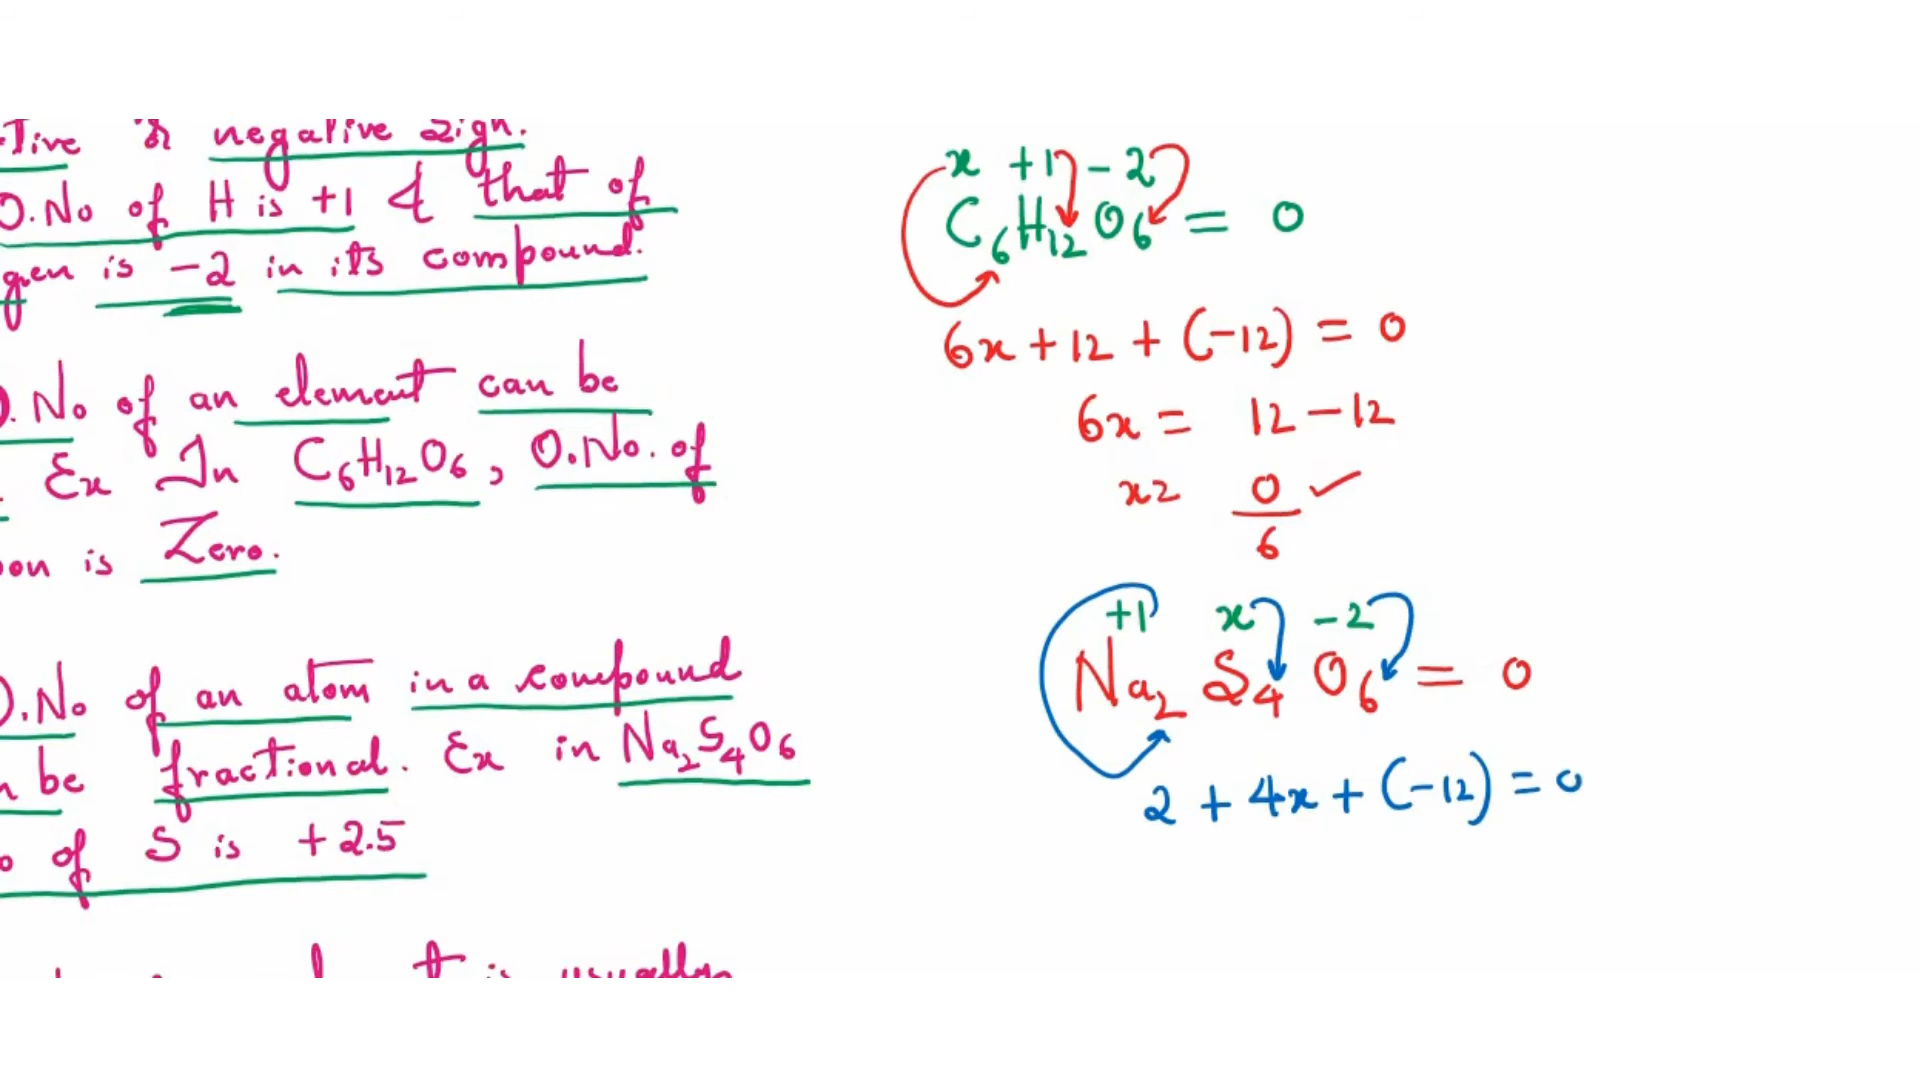 -tive & negative sign.
O.No of H is +1 & that of
gen is -2 in its compound.
O.No of an element can be
Ex In C₆H₁₂O₆, O.No. of
on is Zero.
O.No of an atom in a compound
n be fractional. Ex in Na₂S₄O₆
o of S is +2.5
t is usually
x +1 -2
C₆H₁₂O₆ = 0
6x + 12 + (-12) = 0
6x = 12 - 12
x = 0 ✓
6
+1 x -2
Na₂ S₄ O₆ = 0
2 + 4x + (-12) = 0